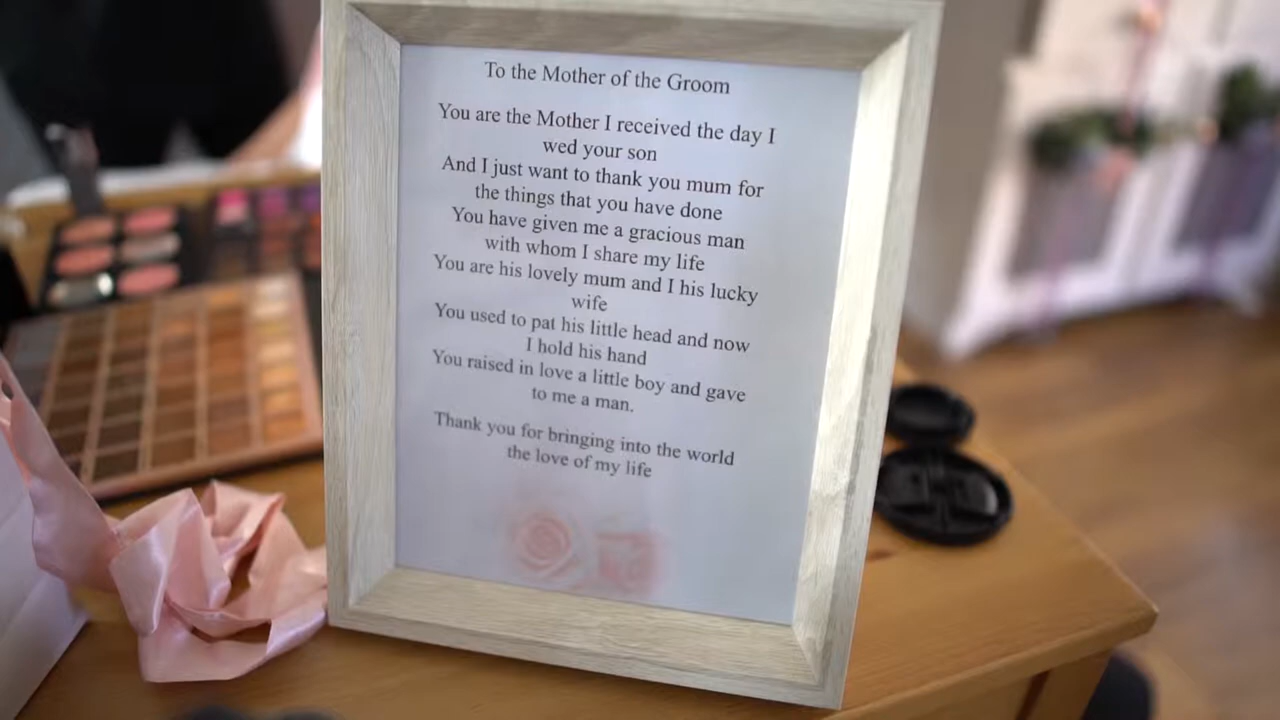 To the Mother of the Groom
You are the Mother I received the day I
wed your son
And I just want to thank you mum for
the things that you have done
You have given me a gracious man
with whom I share my life
You are his lovely mum and I his lucky
wife
You used to pat his little head and now
I hold his hand
You raised in love a little boy and gave
to me a man.
Thank you for bringing into the world
the love of my life